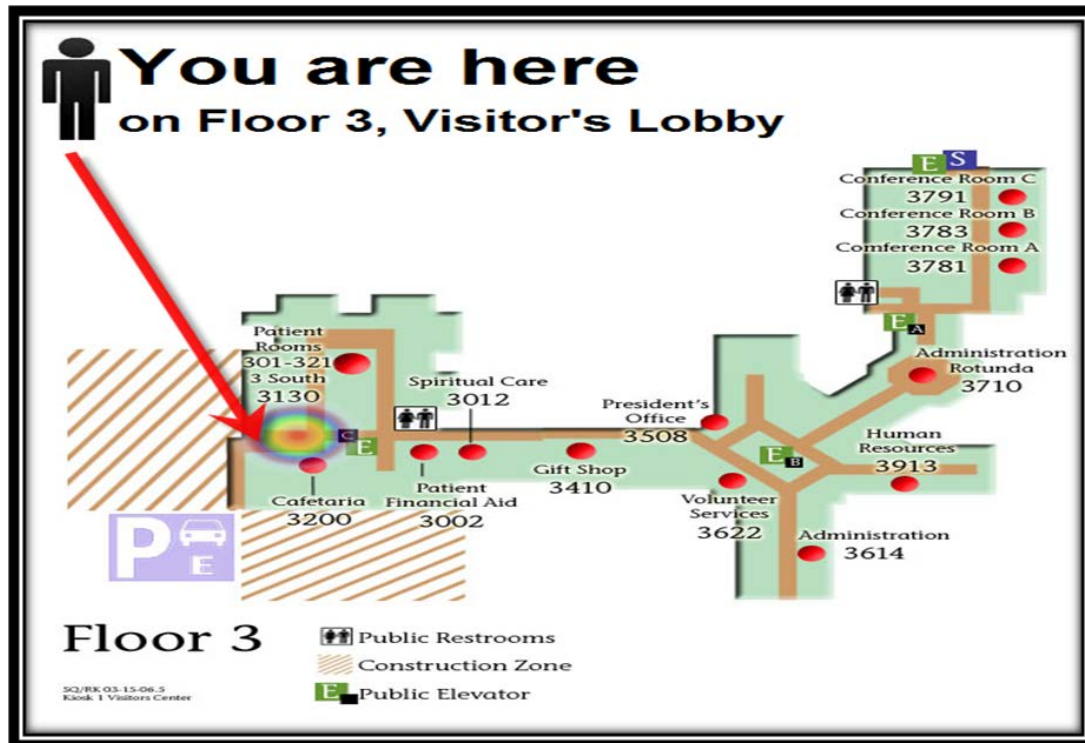 You are here
on Floor 3, Visitor's Lobby
E S
Conference Room C
3791
Conference Room B
3783
Comference Room A
3781
E A
Administration
Rotunda
3710
Patient
Rooms
301-321
3 South
3130
C E
Spiritual Care
3012
President's
Office
3508
E B
Human
Resources
3913
Gift Shop
3410
Cafetaria
3200
Patient
Financial Aid
3002
Volunteer
Services
3622
Administration
3614
P E
Floor 3
Public Restrooms
Construction Zone
E Public Elevator
SQ/RK 03-15-06.5
Kiosk 1 Visitors Center